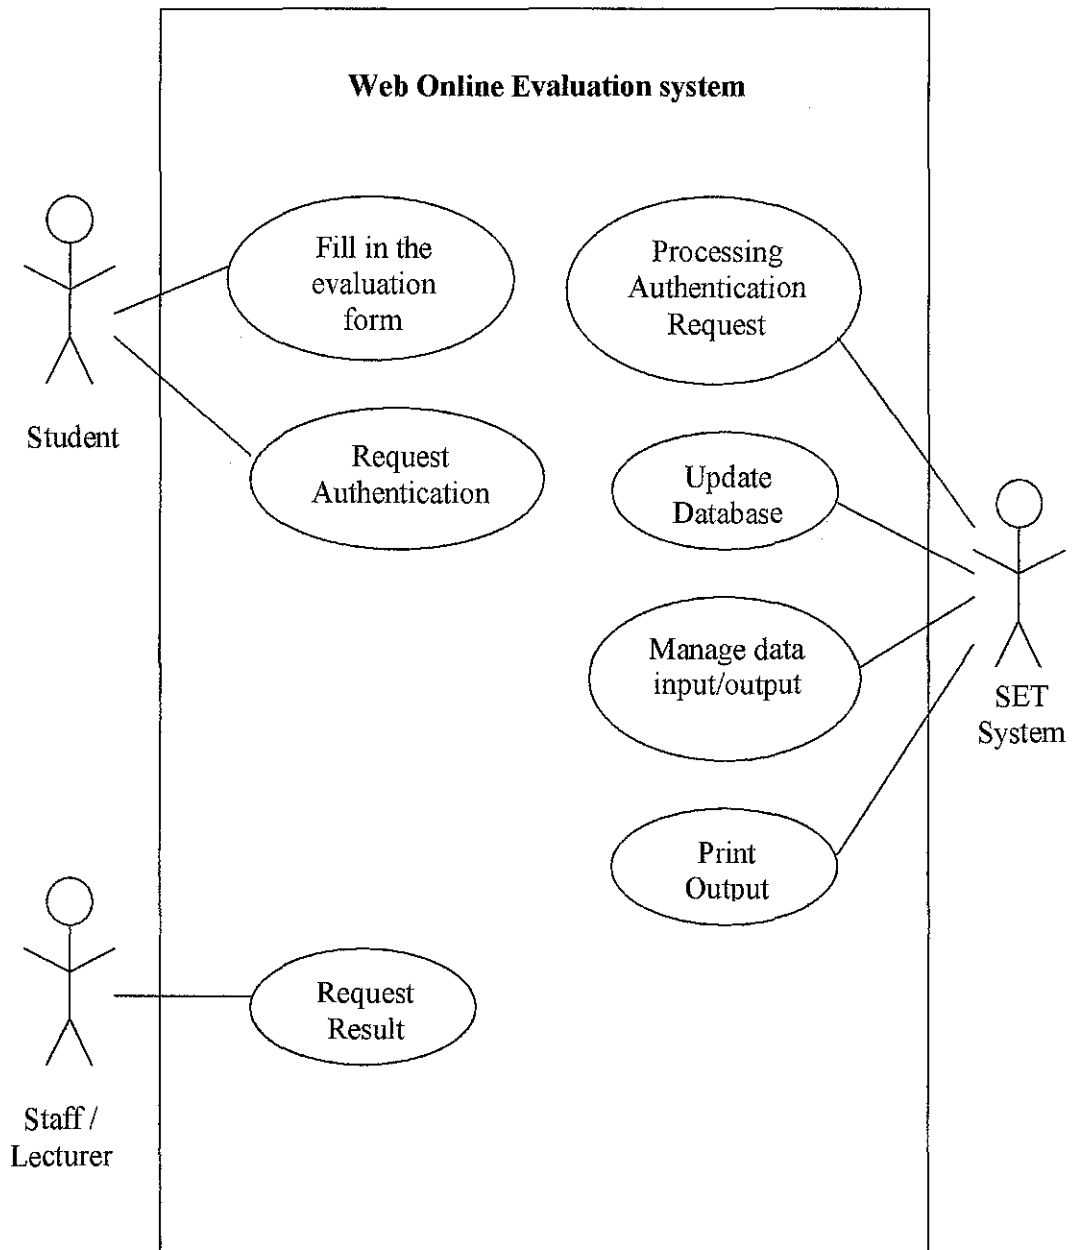 Web Online Evaluation system
Fill in the
evaluation
form
Processing
Authentication
Request
Student
Request
Authentication
Update
Database
Manage data
input/output
SET
System
Print
Output
Request
Result
Staff /
Lecturer